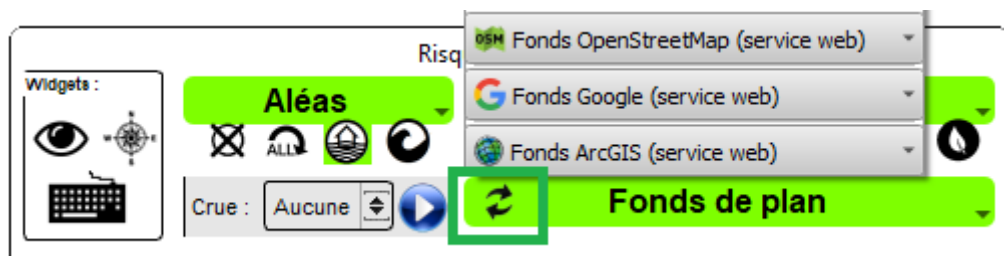 OSM Fonds OpenStreetMap (service web)
Risq
Widgets :
Aléas
G Fonds Google (service web)
ALL
Fonds ArcGIS (service web)
Crue : Aucune
Fonds de plan